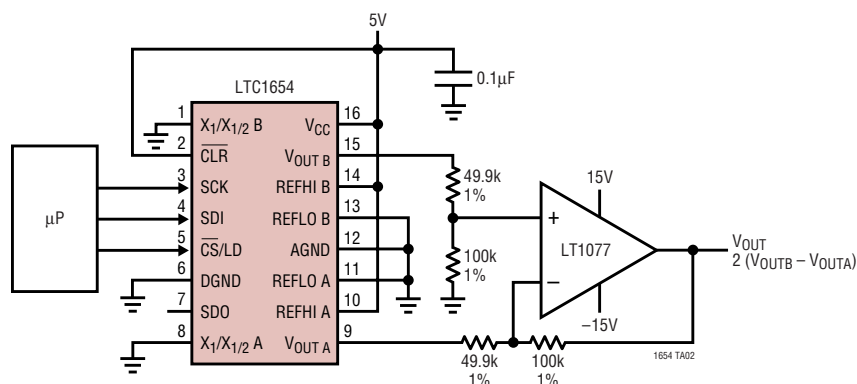 5V
0.1µF
LTC1654
1 X1/X1/2 B VCC 16
2 CLR VOUT B 15
3 SCK REFHI B 14
4 SDI REFLO B 13
5 CS/LD AGND 12
6 DGND REFLO A 11
7 SDO REFHI A 10
8 X1/X1/2 A VOUT A 9
µP
49.9k
1%
100k
1%
15V
+
LT1077
−
–15V
VOUT
2 (VOUTB – VOUTA)
49.9k
1%
100k
1%
1654 TA02